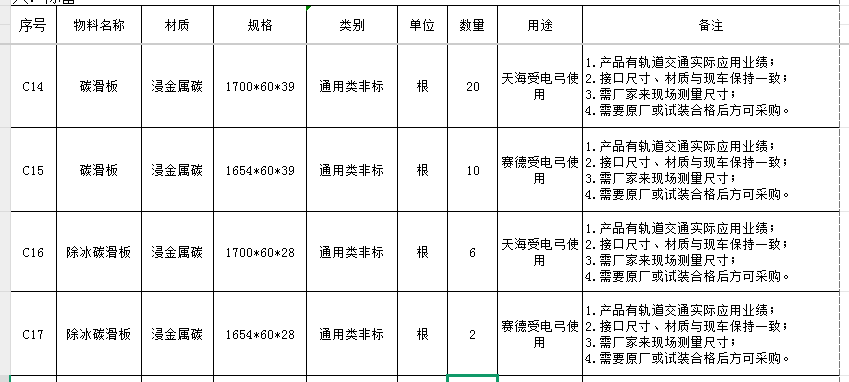 序号 物料名称 材质 规格 类别 单位 数量 用途 备注
C14 碳滑板 浸金属碳 1700*60*39 通用类非标 根 20 天海受电弓使用 1.产品有轨道交通实际应用业绩；
2.接口尺寸、材质与现车保持一致；
3.需厂家来现场测量尺寸；
4.需要原厂或试装合格后方可采购。
C15 碳滑板 浸金属碳 1654*60*39 通用类非标 根 10 赛德受电弓使用 1.产品有轨道交通实际应用业绩；
2.接口尺寸、材质与现车保持一致；
3.需厂家来现场测量尺寸；
4.需要原厂或试装合格后方可采购。
C16 除冰碳滑板 浸金属碳 1700*60*28 通用类非标 根 6 天海受电弓使用 1.产品有轨道交通实际应用业绩；
2.接口尺寸、材质与现车保持一致；
3.需厂家来现场测量尺寸；
4.需要原厂或试装合格后方可采购。
C17 除冰碳滑板 浸金属碳 1654*60*28 通用类非标 根 2 赛德受电弓使用 1.产品有轨道交通实际应用业绩；
2.接口尺寸、材质与现车保持一致；
3.需厂家来现场测量尺寸；
4.需要原厂或试装合格后方可采购。